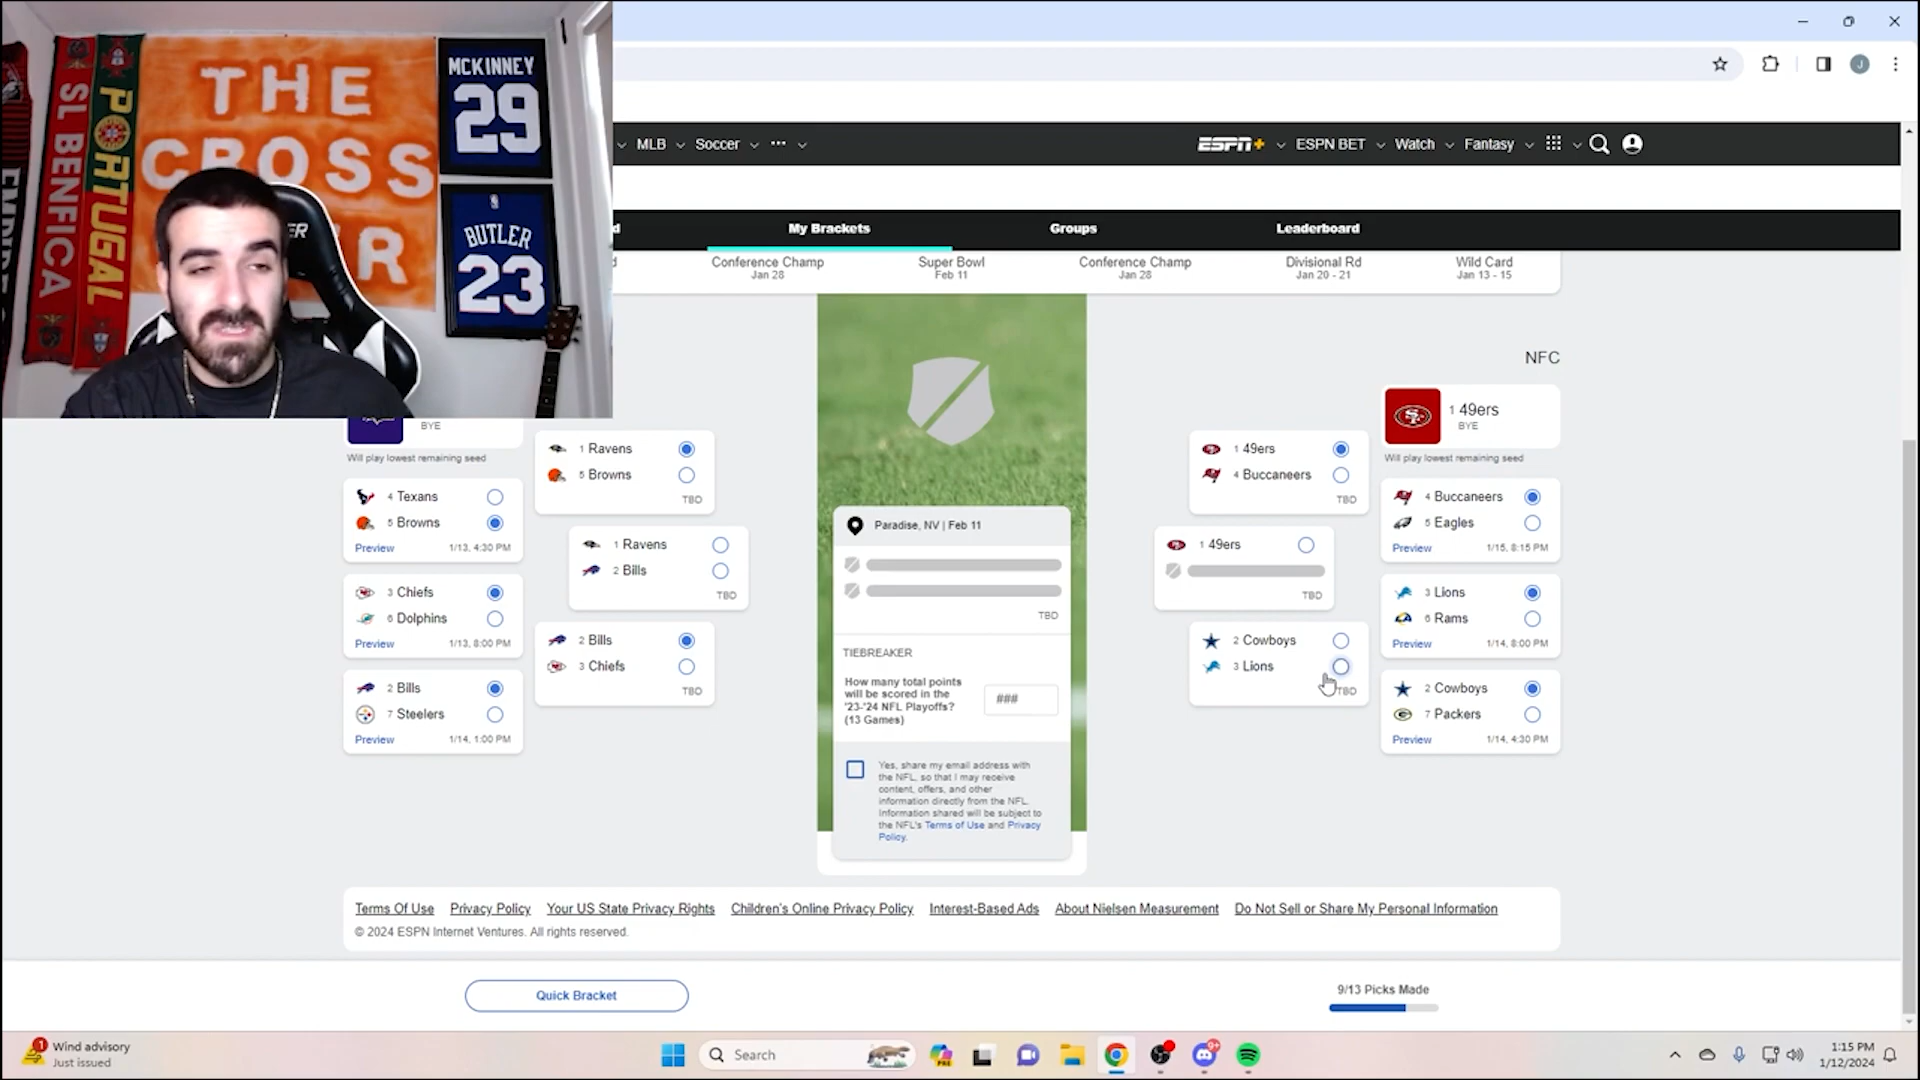 THE
CROSS
ER
R
SL BENFICA
PORTUGAL
MCKINNEY
29
BUTLER
23
J
MLB
Soccer
ESPN+
ESPN BET
Watch
Fantasy
d
My Brackets
Groups
Leaderboard
d
Conference Champ
Jan 28
Super Bowl
Feb 11
Conference Champ
Jan 28
Divisional Rd
Jan 20 - 21
Wild Card
Jan 13 - 15
NFC
BYE
Will play lowest remaining seed
4 Texans
5 Browns
Preview 1/13, 4:30 PM
3 Chiefs
6 Dolphins
Preview 1/13, 8:00 PM
2 Bills
7 Steelers
Preview 1/14, 1:00 PM
1 Ravens
5 Browns
TBD
1 Ravens
2 Bills
TBD
2 Bills
3 Chiefs
TBD
Paradise, NV | Feb 11
TBD
TIEBREAKER
How many total points
will be scored in the
'23-'24 NFL Playoffs?
(13 Games)
###
Yes, share my email address with
the NFL, so that I may receive
content, offers, and other
information directly from the NFL.
Information shared will be subject to
the NFL's Terms of Use and Privacy
Policy.
1 49ers
4 Buccaneers
TBD
1 49ers
TBD
2 Cowboys
3 Lions
TBD
1 49ers
BYE
Will play lowest remaining seed
4 Buccaneers
5 Eagles
Preview 1/15, 8:15 PM
3 Lions
6 Rams
Preview 1/14, 8:00 PM
2 Cowboys
7 Packers
Preview 1/14, 4:30 PM
Terms Of Use Privacy Policy Your US State Privacy Rights Children's Online Privacy Policy Interest-Based Ads About Nielsen Measurement Do Not Sell or Share My Personal Information
© 2024 ESPN Internet Ventures. All rights reserved.
Quick Bracket
9/13 Picks Made
1
Wind advisory
Just issued
Search
PRE
9+
1:15 PM
1/12/2024